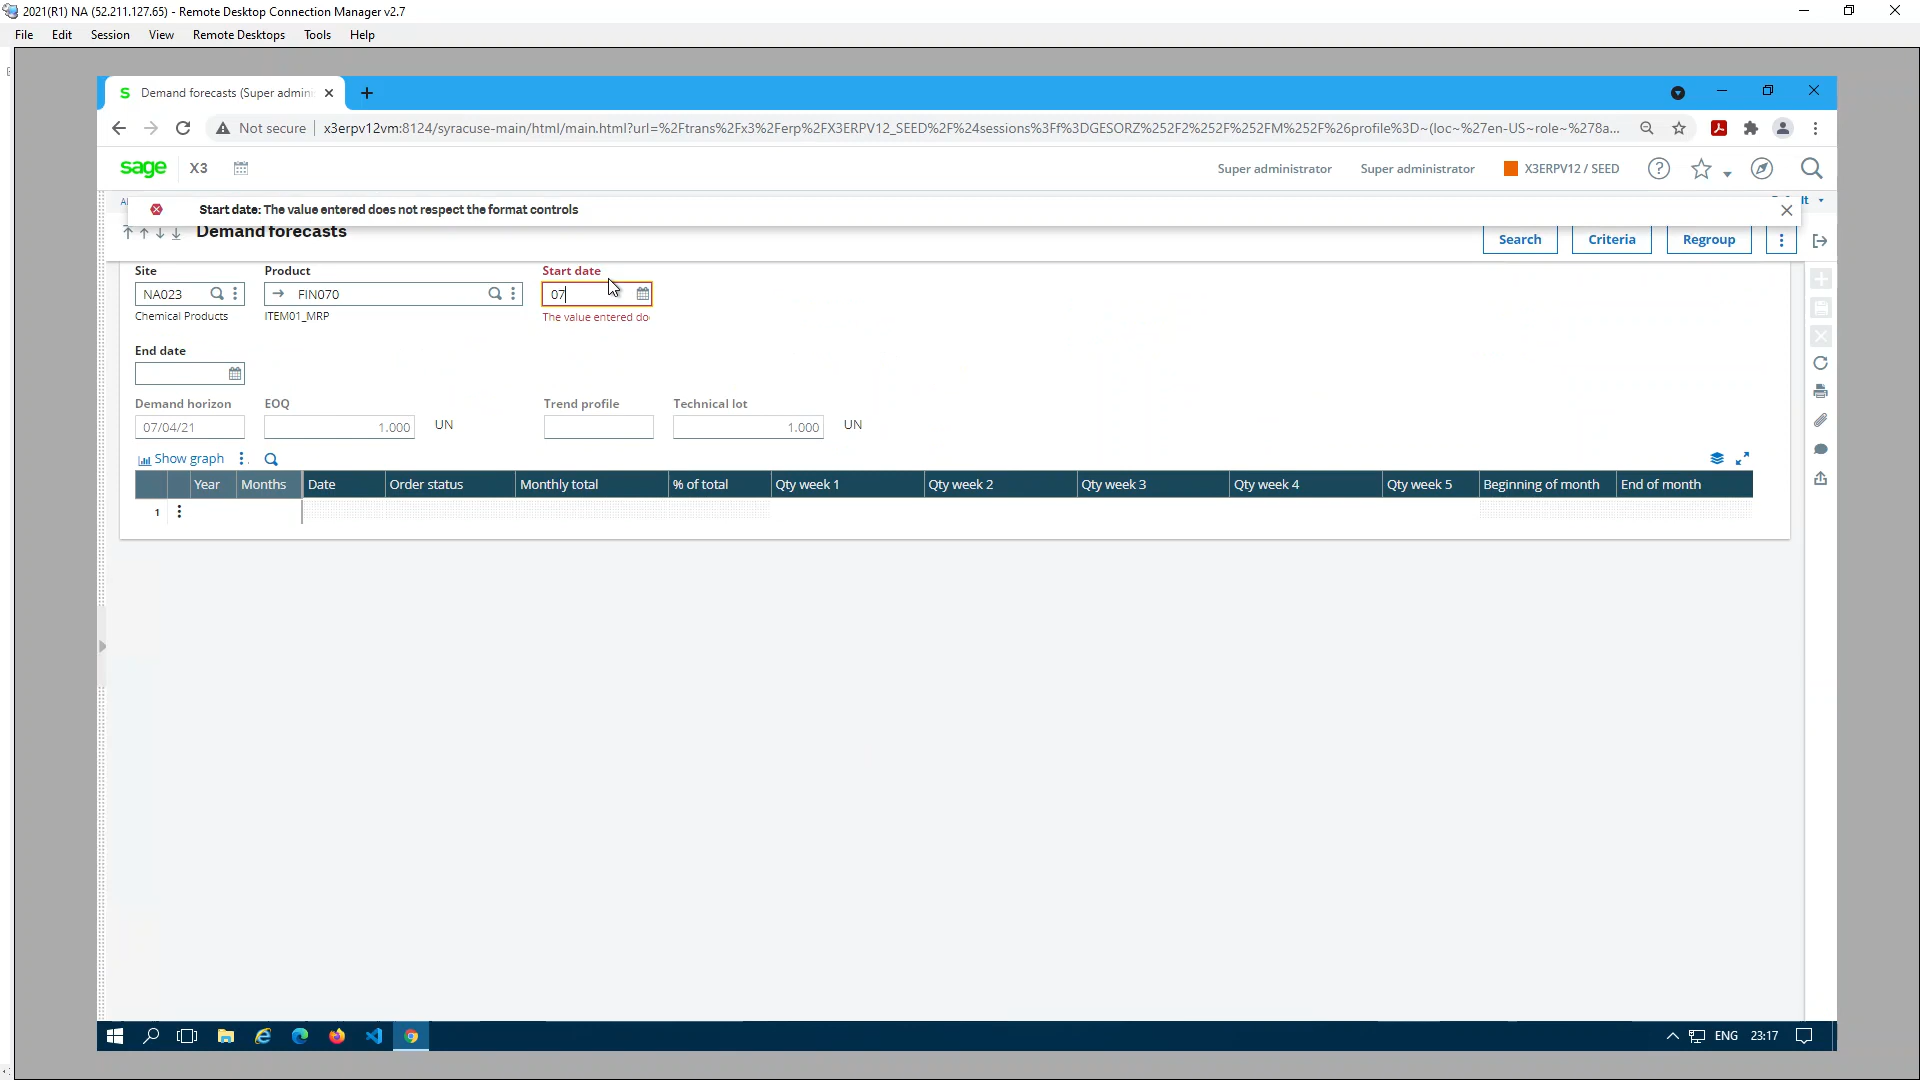 2021(R1) NA (52.211.127.65) - Remote Desktop Connection Manager v2.7
File Edit Session View Remote Desktops Tools Help
Demand forecasts (Super admin
Not secure x3erpv12vm:8124/syracuse-main/html/main.html?url=%2Ftrans%2Fx3%2Ferp%2FX3ERPV12_SEED%2F%24sessions%3Ff%3DGESORZ%252F2%252F%252FM%252F%26profile%3D~(loc~%27en-US~role~%278a...
sage X3 Super administrator Super administrator X3ERPV12 / SEED
Start date: The value entered does not respect the format controls
Demand forecasts Search Criteria Regroup
Site Product Start date
NA023 FIN070 07
Chemical Products ITEM01_MRP The value entered do
End date
Demand horizon EOQ Trend profile Technical lot
07/04/21 1.000 UN 1.000 UN
Show graph
Year Months Date Order status Monthly total % of total Qty week 1 Qty week 2 Qty week 3 Qty week 4 Qty week 5 Beginning of month End of month
1
ENG 23:17